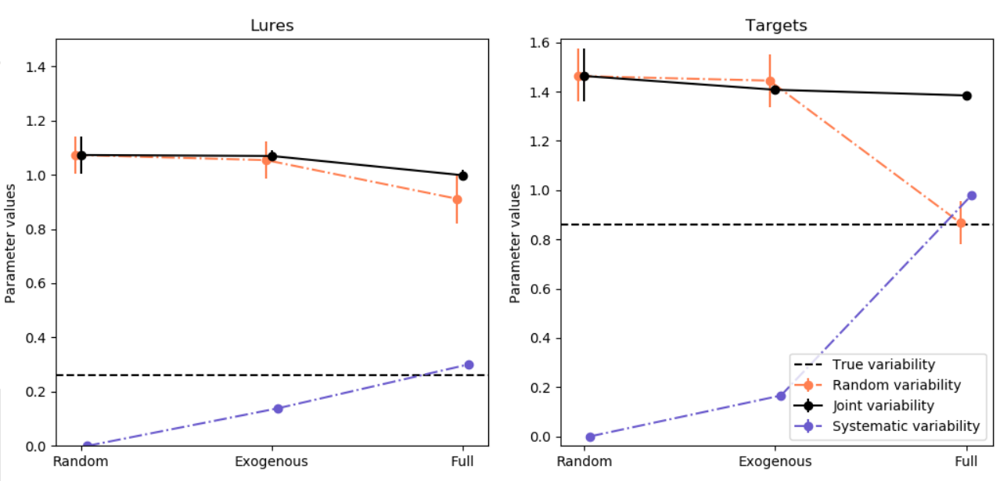 Lures
Parameter values
1.4
1.2
1.0
0.8
0.6
0.4
0.2
0.0
Random
Exogenous
Full
Targets
Parameter values
1.6
1.4
1.2
1.0
0.8
0.6
0.4
0.2
0.0
Random
Exogenous
Full
True variability
Random variability
Joint variability
Systematic variability